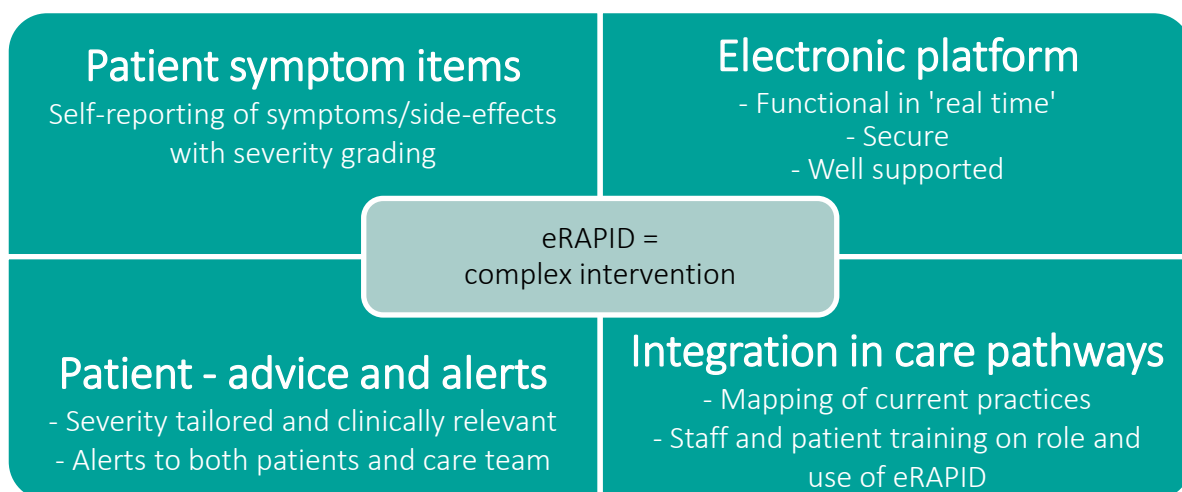 Patient symptom items
Self-reporting of symptoms/side-effects
with severity grading
Electronic platform
- Functional in 'real time'
- Secure
- Well supported
eRAPID =
complex intervention
Patient - advice and alerts
- Severity tailored and clinically relevant
- Alerts to both patients and care team
Integration in care pathways
- Mapping of current practices
- Staff and patient training on role and
use of eRAPID